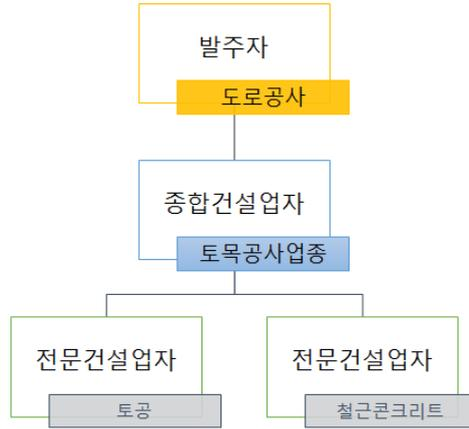 발주자
도로공사
종합건설업자
토목공사업종
전문건설업자
토공
전문건설업자
철근콘크리트